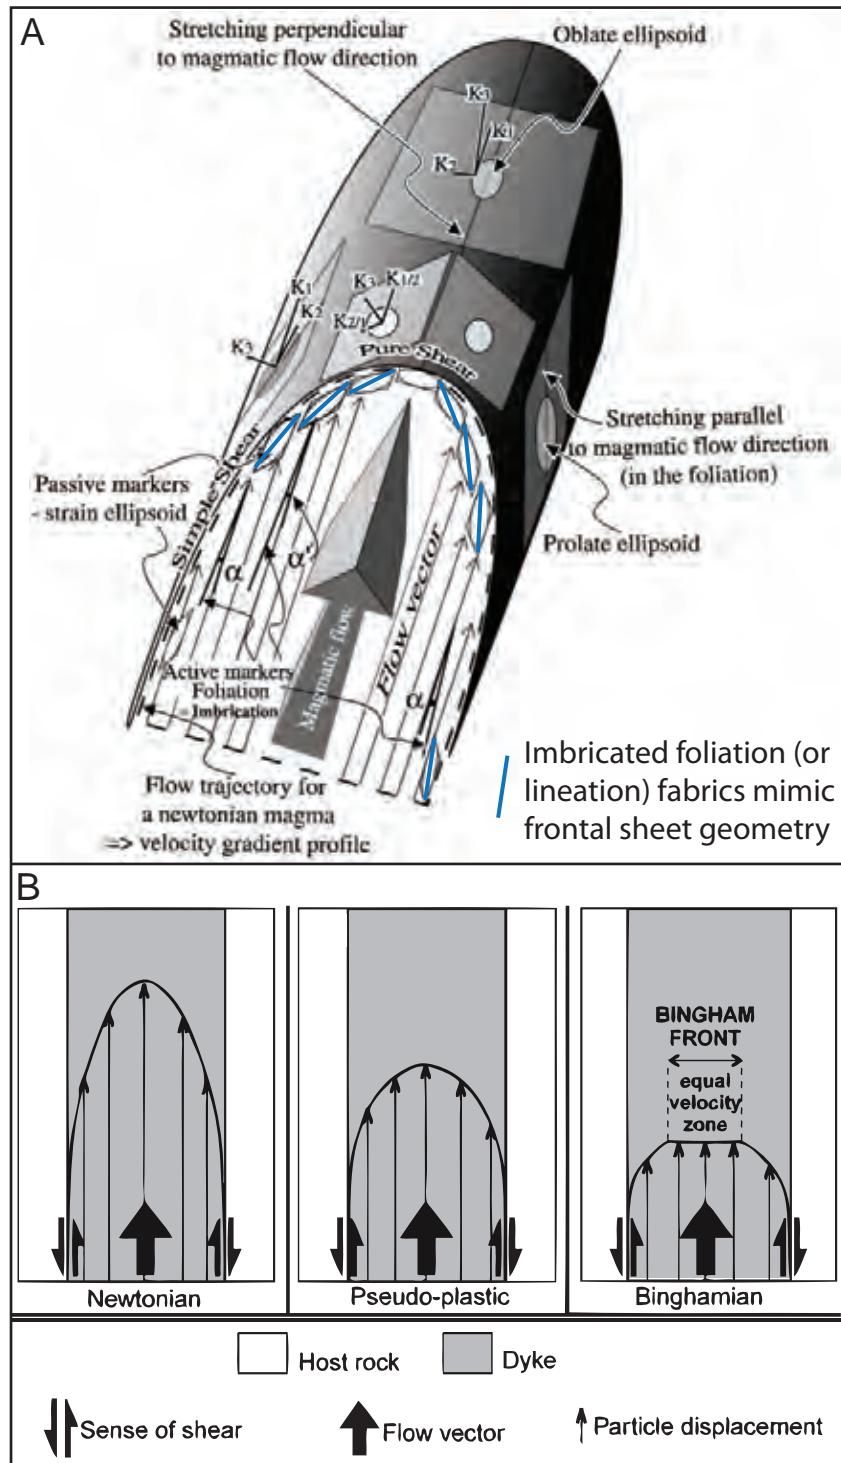 A
Stretching perpendicular
to magmatic flow direction
Oblate ellipsoid
K3
K1
K2
K1
K2
K3
K3
K1/2
K2/1
Pure Shear
Simple Shear
Stretching parallel
to magmatic flow direction
(in the foliation)
Prolate ellipsoid
Passive markers
- strain ellipsoid
α
α'
α
Magmatic flow
Flow vector
Active markers
Foliation
- Imbrication
Flow trajectory for
a newtonian magma
=> velocity gradient profile
Imbricated foliation (or
lineation) fabrics mimic
frontal sheet geometry
B
BINGHAM
FRONT
equal
velocity
zone
Newtonian
Pseudo-plastic
Binghamian
Host rock
Dyke
Sense of shear
Flow vector
Particle displacement